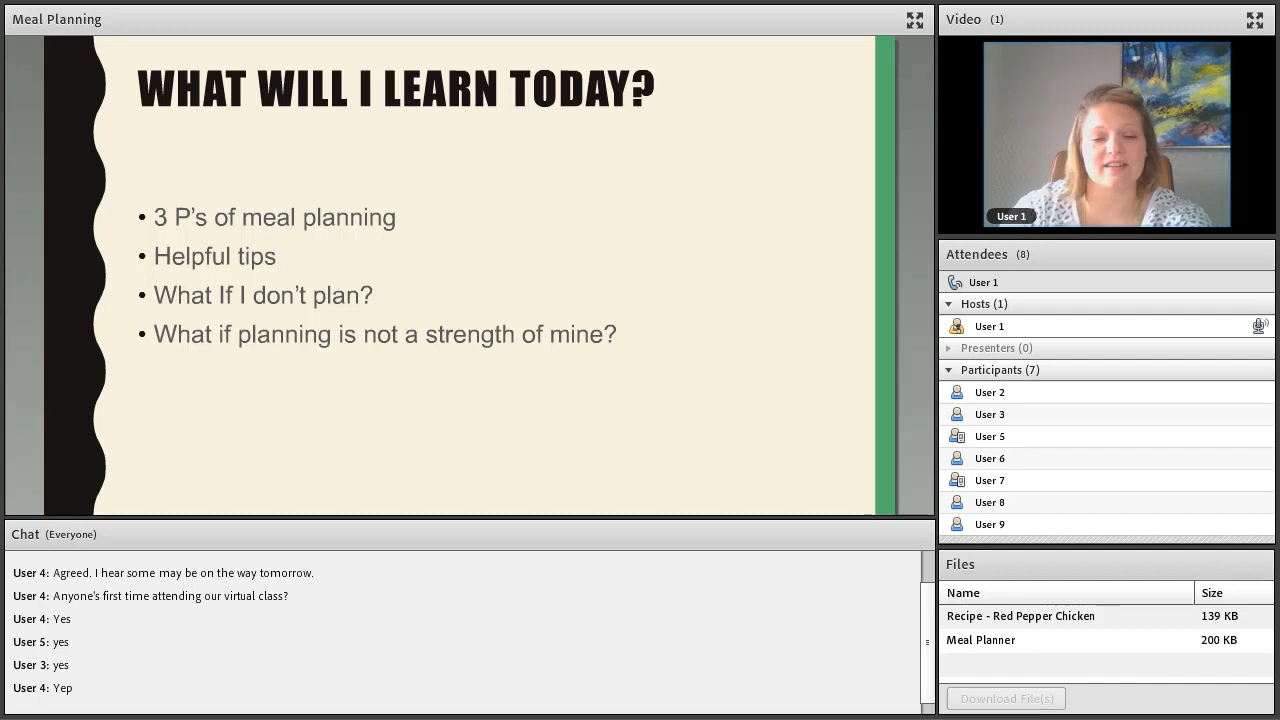 Meal Planning
WHAT WILL I LEARN TODAY?
• 3 P's of meal planning
• Helpful tips
• What If I don't plan?
• What if planning is not a strength of mine?
Chat (Everyone)
User 4: Agreed. I hear some may be on the way tomorrow.
User 4: Anyone's first time attending our virtual class?
User 4: Yes
User 5: yes
User 3: yes
User 4: Yep
Video (1)
User 1
Attendees (8)
User 1
Hosts (1)
User 1
Presenters (0)
Participants (7)
User 2
User 3
User 5
User 6
User 7
User 8
User 9
Files
Name Size
Recipe - Red Pepper Chicken 139 KB
Meal Planner 200 KB
Download File(s)